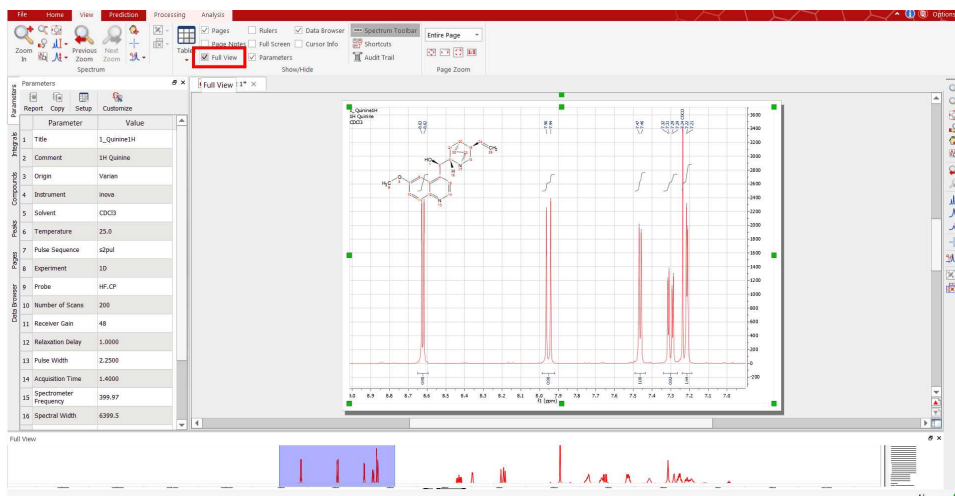 File Home View Prediction Processing Analysis
Options
Zoom In
Previous Zoom
Next Zoom
Spectrum
Table
Pages Rulers Data Browser Spectrum Toolbar
Page Notes Full Screen Cursor Info Shortcuts
Full View Parameters Audit Trail
Show/Hide
Entire Page
Page Zoom
Parameters
Report Copy Setup Customize
Parameters
Integrals
Compounds
Peaks
Pages
Data Browser
Parameter Value
1 Title 1_Quinine1H
2 Comment 1H Quinine
3 Origin Varian
4 Instrument inova
5 Solvent CDCl3
6 Temperature 25.0
7 Pulse Sequence s2pul
8 Experiment 1D
9 Probe HF.CP
10 Number of Scans 200
11 Receiver Gain 48
12 Relaxation Delay 1.0000
13 Pulse Width 2.2500
14 Acquisition Time 1.4000
15 Spectrometer Frequency 399.97
16 Spectral Width 6399.5
Full View 1*
1_Quinine1H
1H Quinine
CDCl3
HO
H3C
3600
3400
3200
3000
2800
2600
2400
2200
2000
1800
1600
1400
1200
1000
800
600
400
200
0
-200
8.9 8.8 8.7 8.6 8.5 8.4 8.3 8.2 8.1 8.0 7.9 7.8 7.7 7.6 7.5 7.4 7.3 7.2 7.1 7.0
f1 (ppm)
Full View